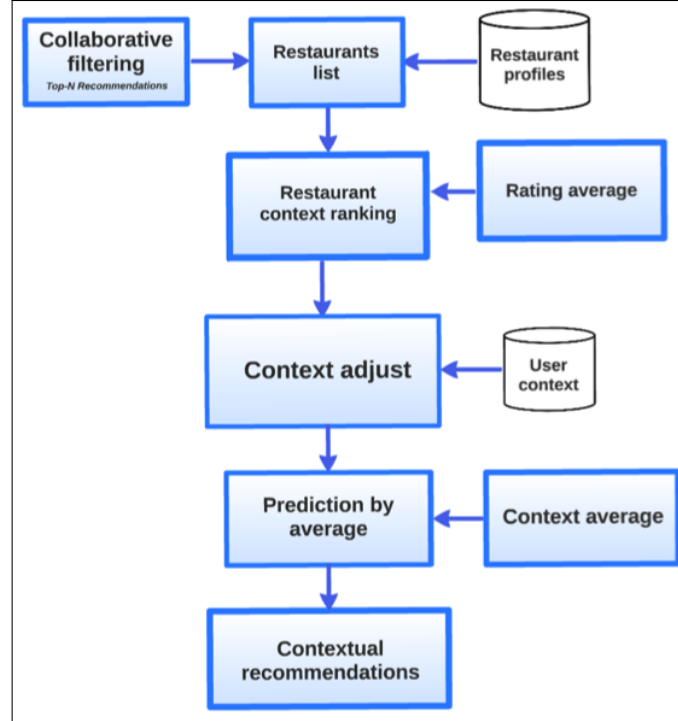 Collaborative
filtering
Top-N Recommendations
Restaurants
list
Restaurant
profiles
Restaurant
context ranking
Rating average
Context adjust
User
context
Prediction by
average
Context average
Contextual
recommendations